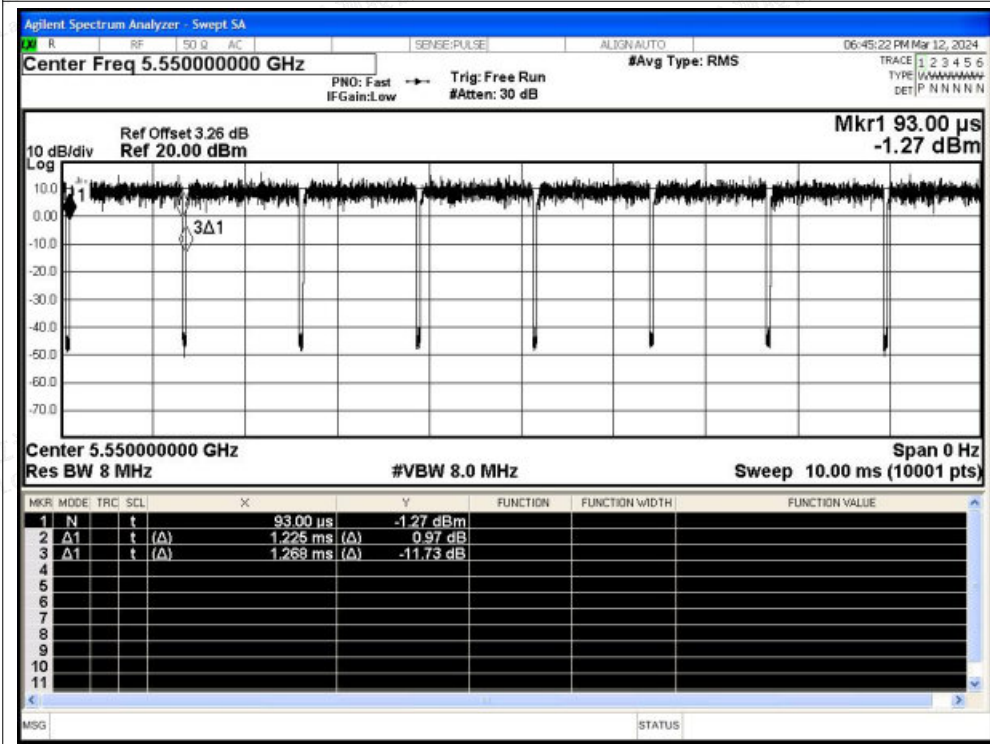 Agilent Spectrum Analyzer - Swept SA
LXI R RF 50 Ω AC SENSE:PULSE ALIGN AUTO 06:45:22 PM Mar 12, 2024
Center Freq 5.550000000 GHz #Avg Type: RMS TRACE 1 2 3 4 5 6
PNO: Fast Trig: Free Run TYPE
IFGain:Low #Atten: 30 dB DET P N N N N N
Mkr1 93.00 µs
Ref Offset 3.26 dB
10 dB/div Ref 20.00 dBm -1.27 dBm
Log
10.0
1
0.00
3Δ1
-10.0
-20.0
-30.0
-40.0
-50.0
-60.0
-70.0
Center 5.550000000 GHz Span 0 Hz
Res BW 8 MHz #VBW 8.0 MHz Sweep 10.00 ms (10001 pts)
MKR MODE TRC SCL X Y FUNCTION FUNCTION WIDTH FUNCTION VALUE
1 N t 93.00 µs -1.27 dBm
2 Δ1 t (Δ) 1.225 ms (Δ) 0.97 dB
3 Δ1 t (Δ) 1.268 ms (Δ) -11.73 dB
4
5
6
7
8
9
10
11
MSG STATUS